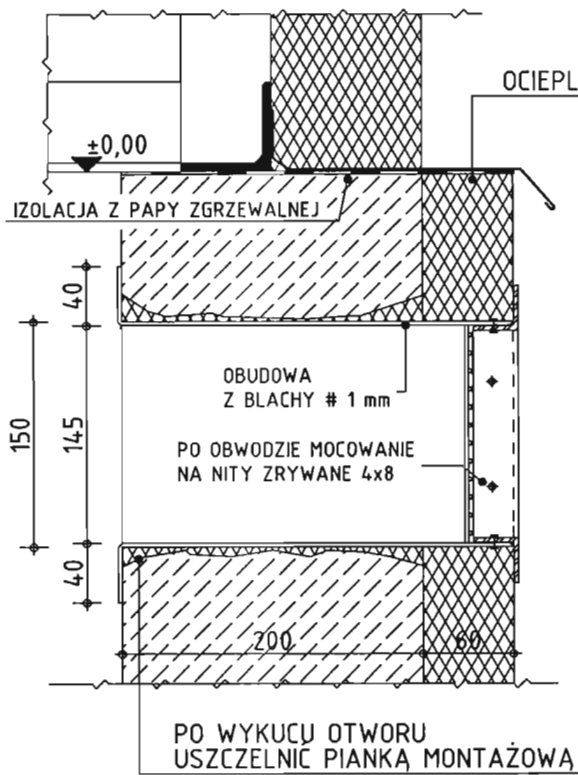 OCIEPL
±0,00
IZOLACJA Z PAPY ZGRZEWALNEJ
40
150
145
40
OBUDOWA
Z BLACHY # 1 mm
PO OBWODZIE MOCOWANIE
NA NITY ZRYWANE 4x8
200
60
PO WYKUCU OTWORU
USZCZELNIĆ PIANKĄ MONTAŻOWĄ